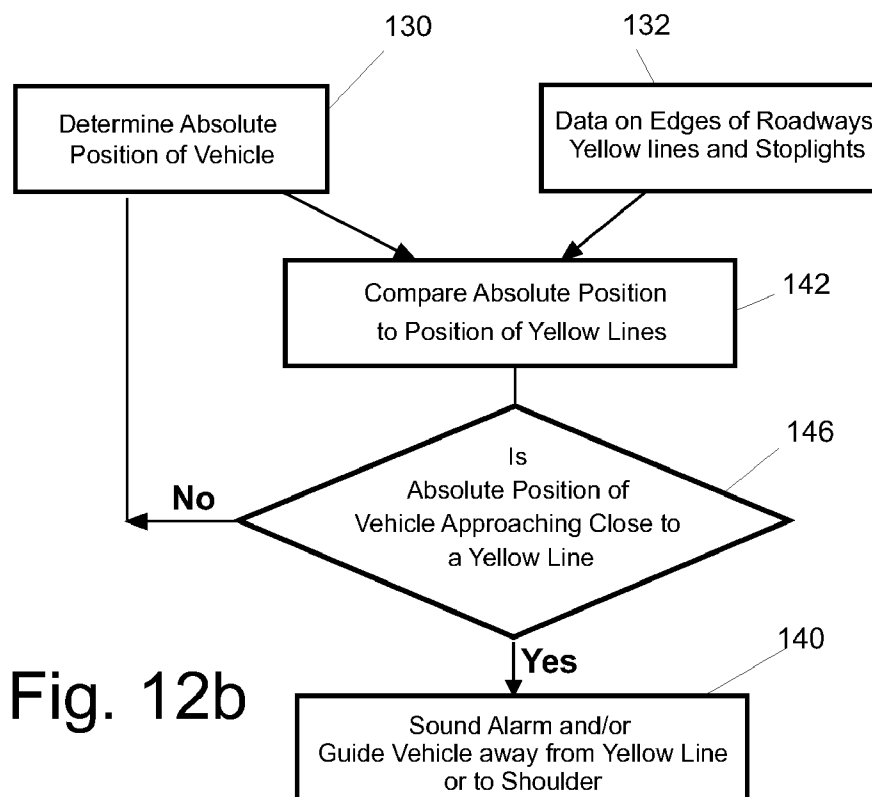 130
132
Determine Absolute
Position of Vehicle
Data on Edges of Roadways
Yellow lines and Stoplights
Compare Absolute Position
to Position of Yellow Lines
142
Is
Absolute Position of
Vehicle Approaching Close to
a Yellow Line
146
No
Yes
140
Fig. 12b
Sound Alarm and/or
Guide Vehicle away from Yellow Line
or to Shoulder